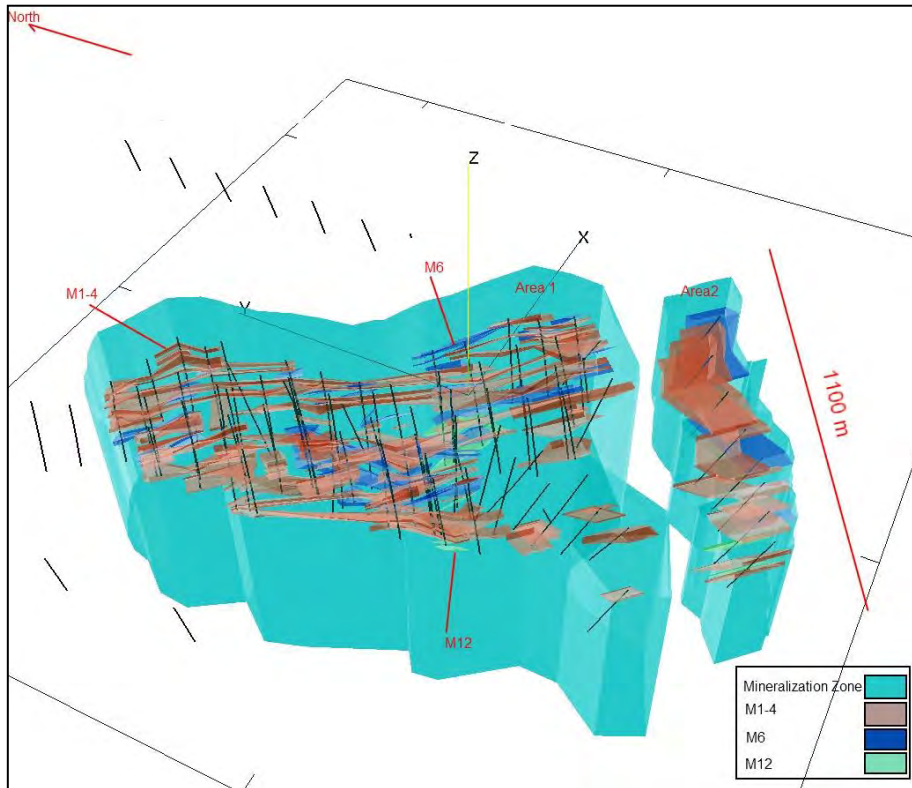 North
Z
X
M6
Area 1
Area2
M1-4
Y
1100 m
M12
Mineralization Zone
M1-4
M6
M12